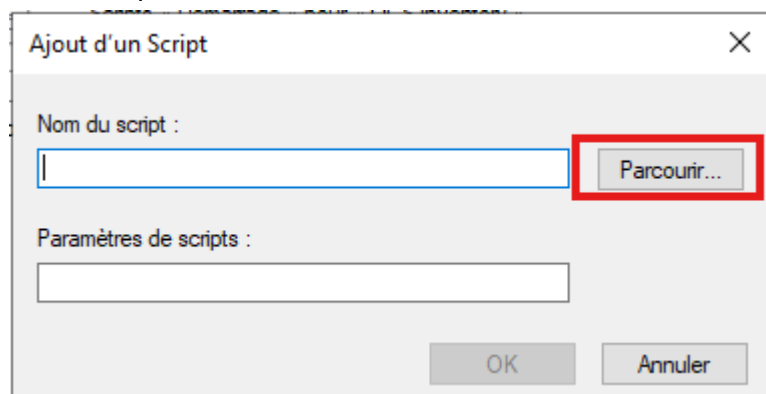 Ajout d'un Script
Nom du script :
Parcourir...
Paramètres de scripts :
OK
Annuler